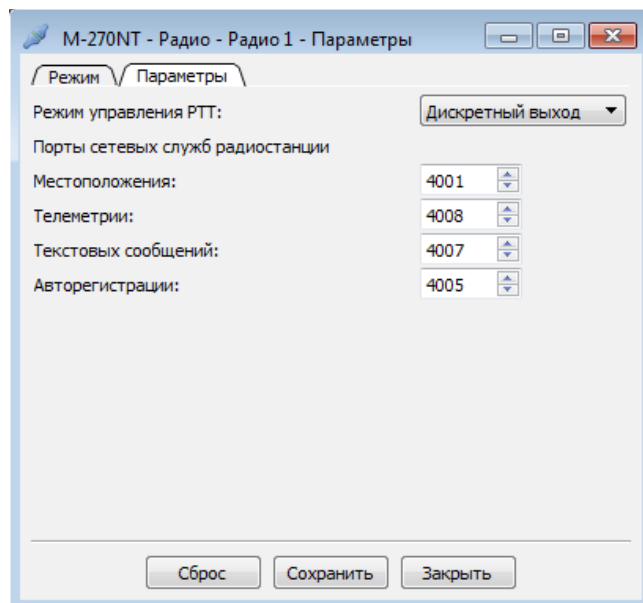 M-270NT - Радио - Радио 1 - Параметры
Режим Параметры
Режим управления PTT: Дискретный выход
Порты сетевых служб радиостанции
Местоположения: 4001
Телеметрии: 4008
Текстовых сообщений: 4007
Авторегистрации: 4005
Сброс Сохранить Закрыть